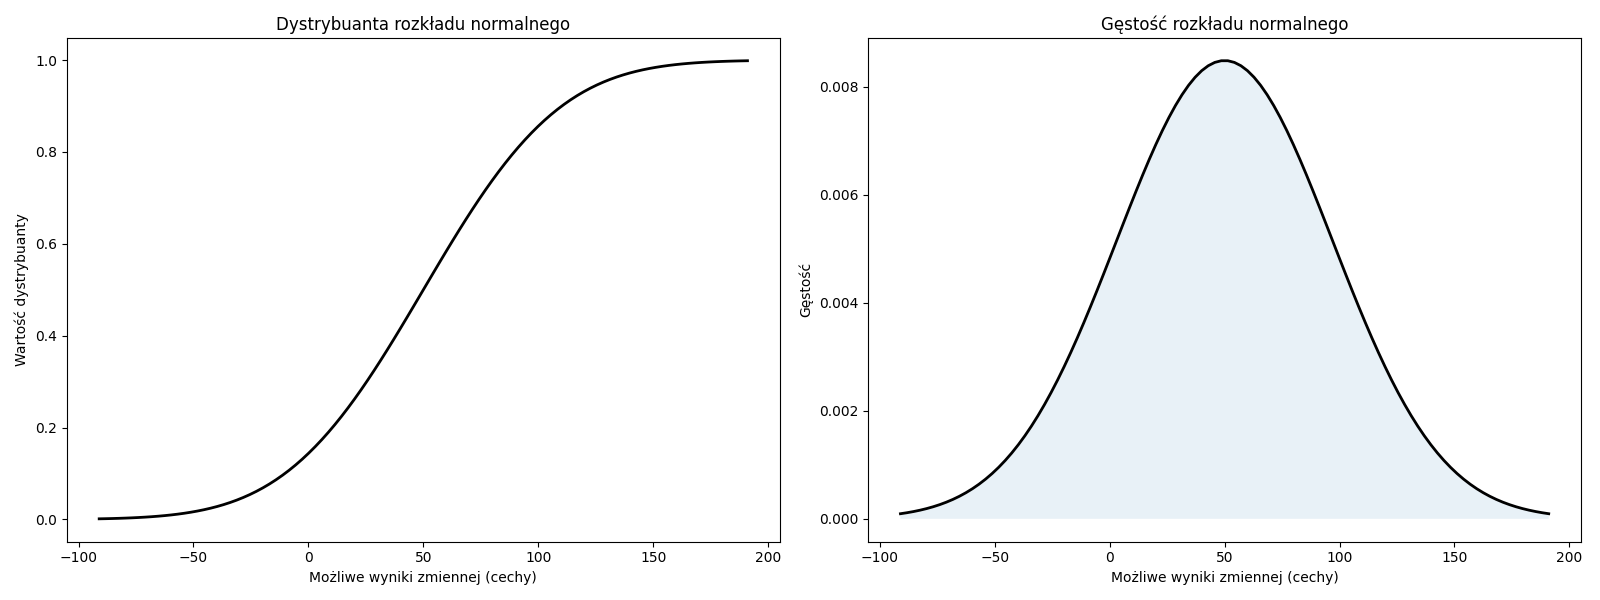 Dystrybuanta rozkładu normalnego
Wartość dystrybuanty
1.0
0.8
0.6
0.4
0.2
0.0
−100 −50 0 50 100 150 200
Możliwe wyniki zmiennej (cechy)
Gęstość rozkładu normalnego
Gęstość
0.008
0.006
0.004
0.002
0.000
−100 −50 0 50 100 150 200
Możliwe wyniki zmiennej (cechy)